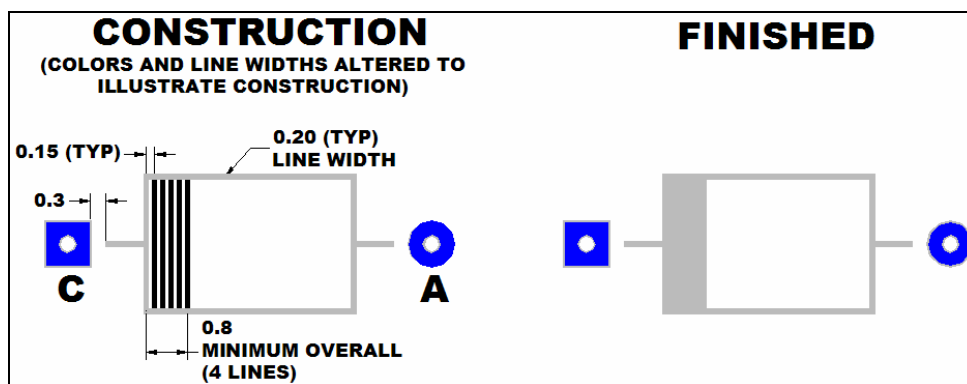 CONSTRUCTION
(COLORS AND LINE WIDTHS ALTERED TO
ILLUSTRATE CONSTRUCTION)
0.15 (TYP)
0.20 (TYP)
LINE WIDTH
0.3
C
A
0.8
MINIMUM OVERALL
(4 LINES)
FINISHED